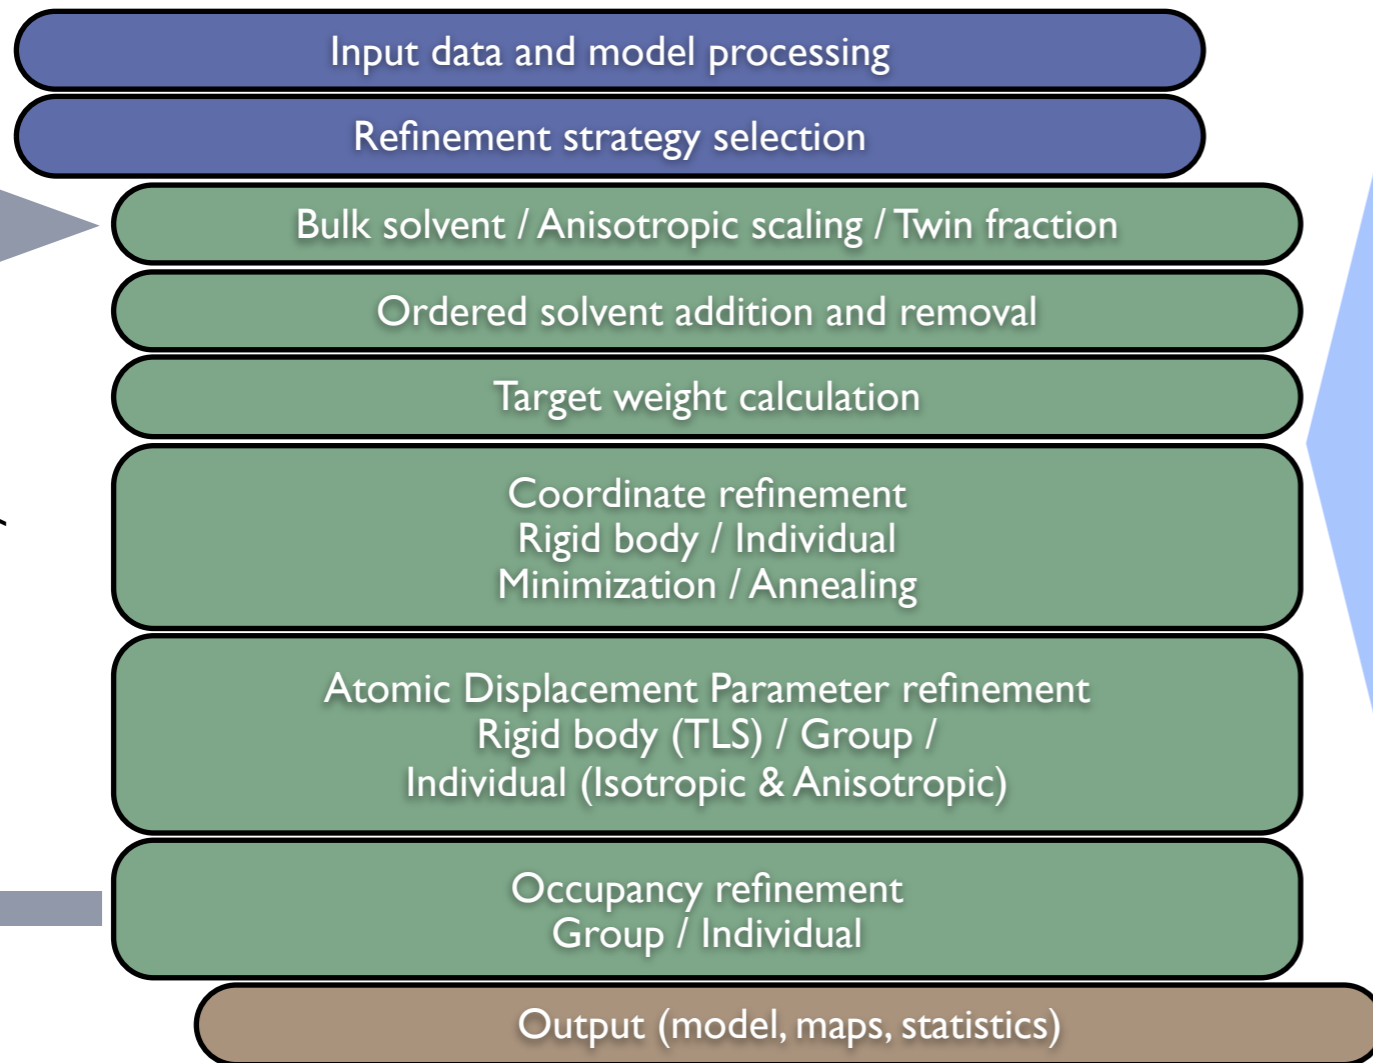 Input data and model processing
Refinement strategy selection
Bulk solvent / Anisotropic scaling / Twin fraction
Ordered solvent addition and removal
Target weight calculation
Coordinate refinement
Rigid body / Individual
Minimization / Annealing
Atomic Displacement Parameter refinement
Rigid body (TLS) / Group /
Individual (Isotropic & Anisotropic)
Occupancy refinement
Group / Individual
Output (model, maps, statistics)